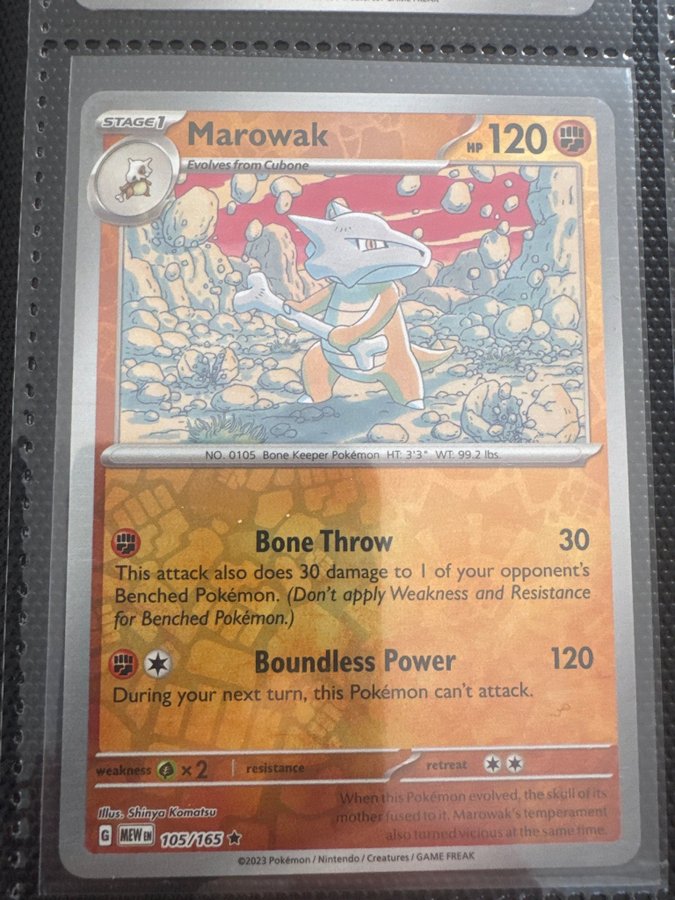 GAME FREAK
STAGE1
Marowak
HP 120
Evolves from Cubone
NO. 0105 Bone Keeper Pokémon HT: 3'3" WT: 99.2 lbs.
Bone Throw 30
This attack also does 30 damage to 1 of your opponent's
Benched Pokémon. (Don't apply Weakness and Resistance
for Benched Pokémon.)
Boundless Power 120
During your next turn, this Pokémon can't attack.
weakness ×2 resistance retreat
Illus. Shinya Komatsu
When this Pokémon evolved, the skull of its
mother fused to it. Marowak's temperament
also turned vicious at the same time.
G MEW EN 105/165
©2023 Pokémon / Nintendo / Creatures / GAME FREAK